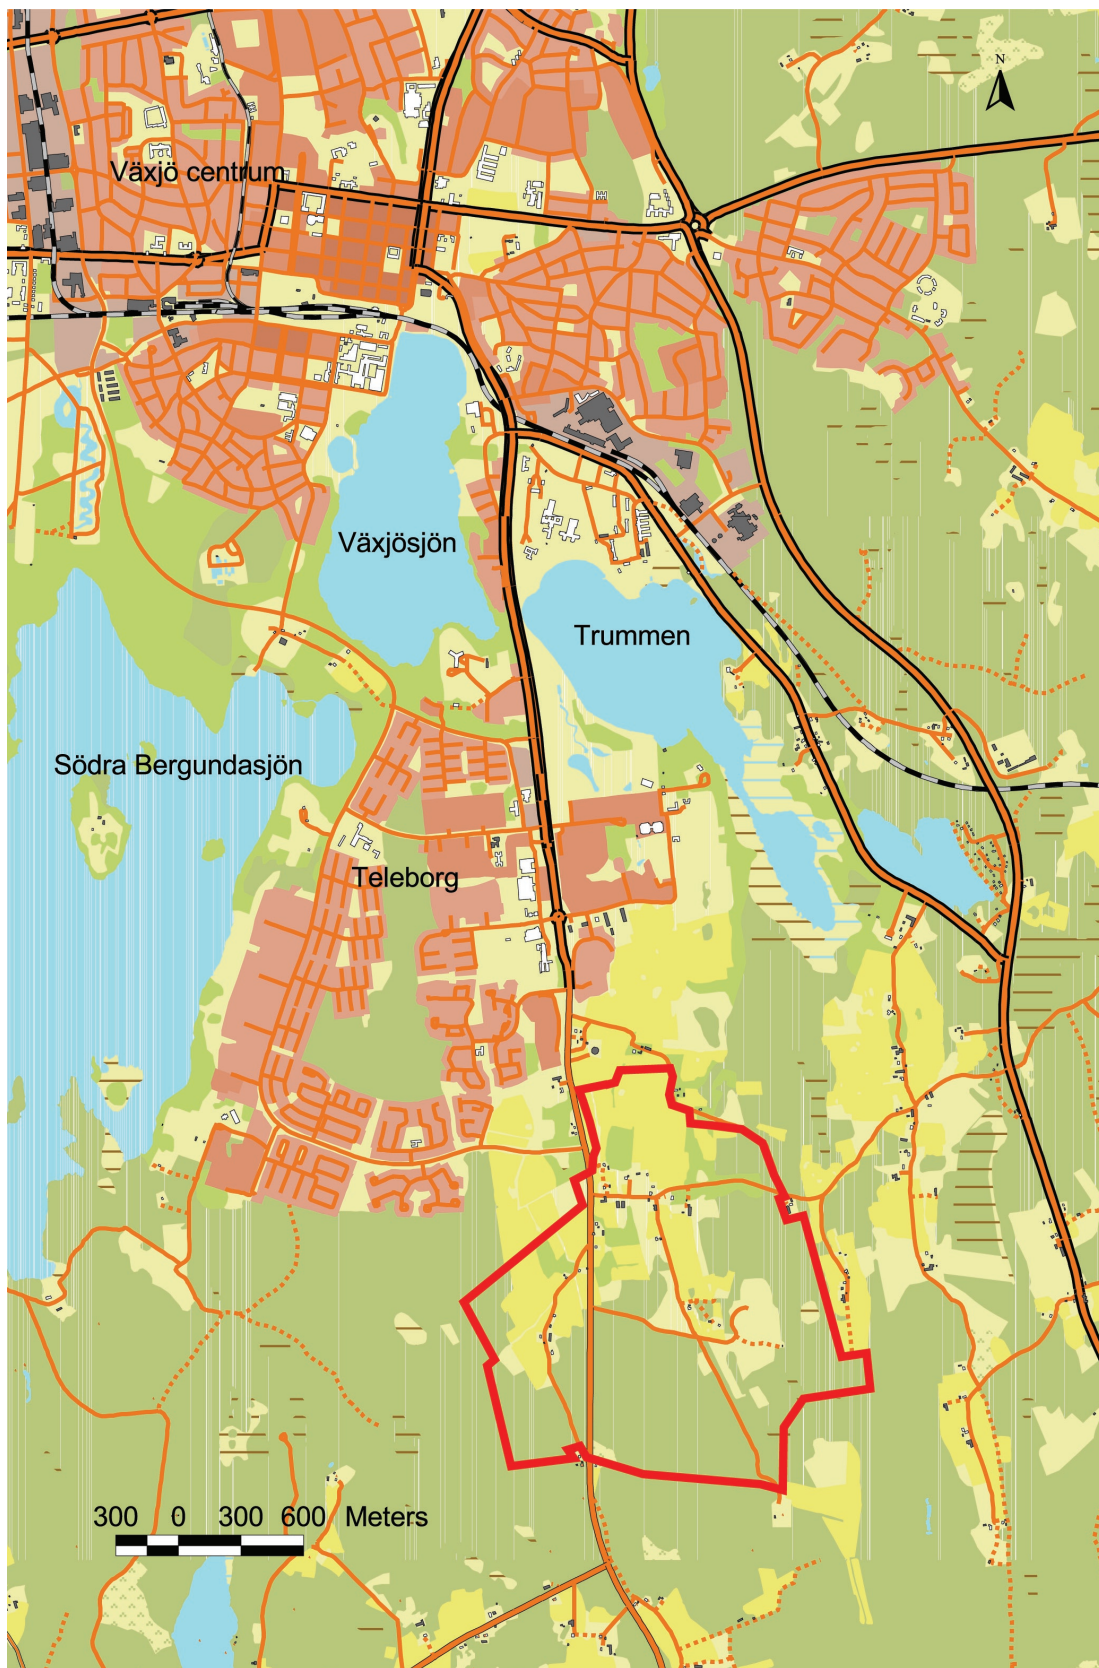 N
Växjö centrum
Växjösjön
Trummen
Södra Bergundasjön
Teleborg
300 0 300 600 Meters